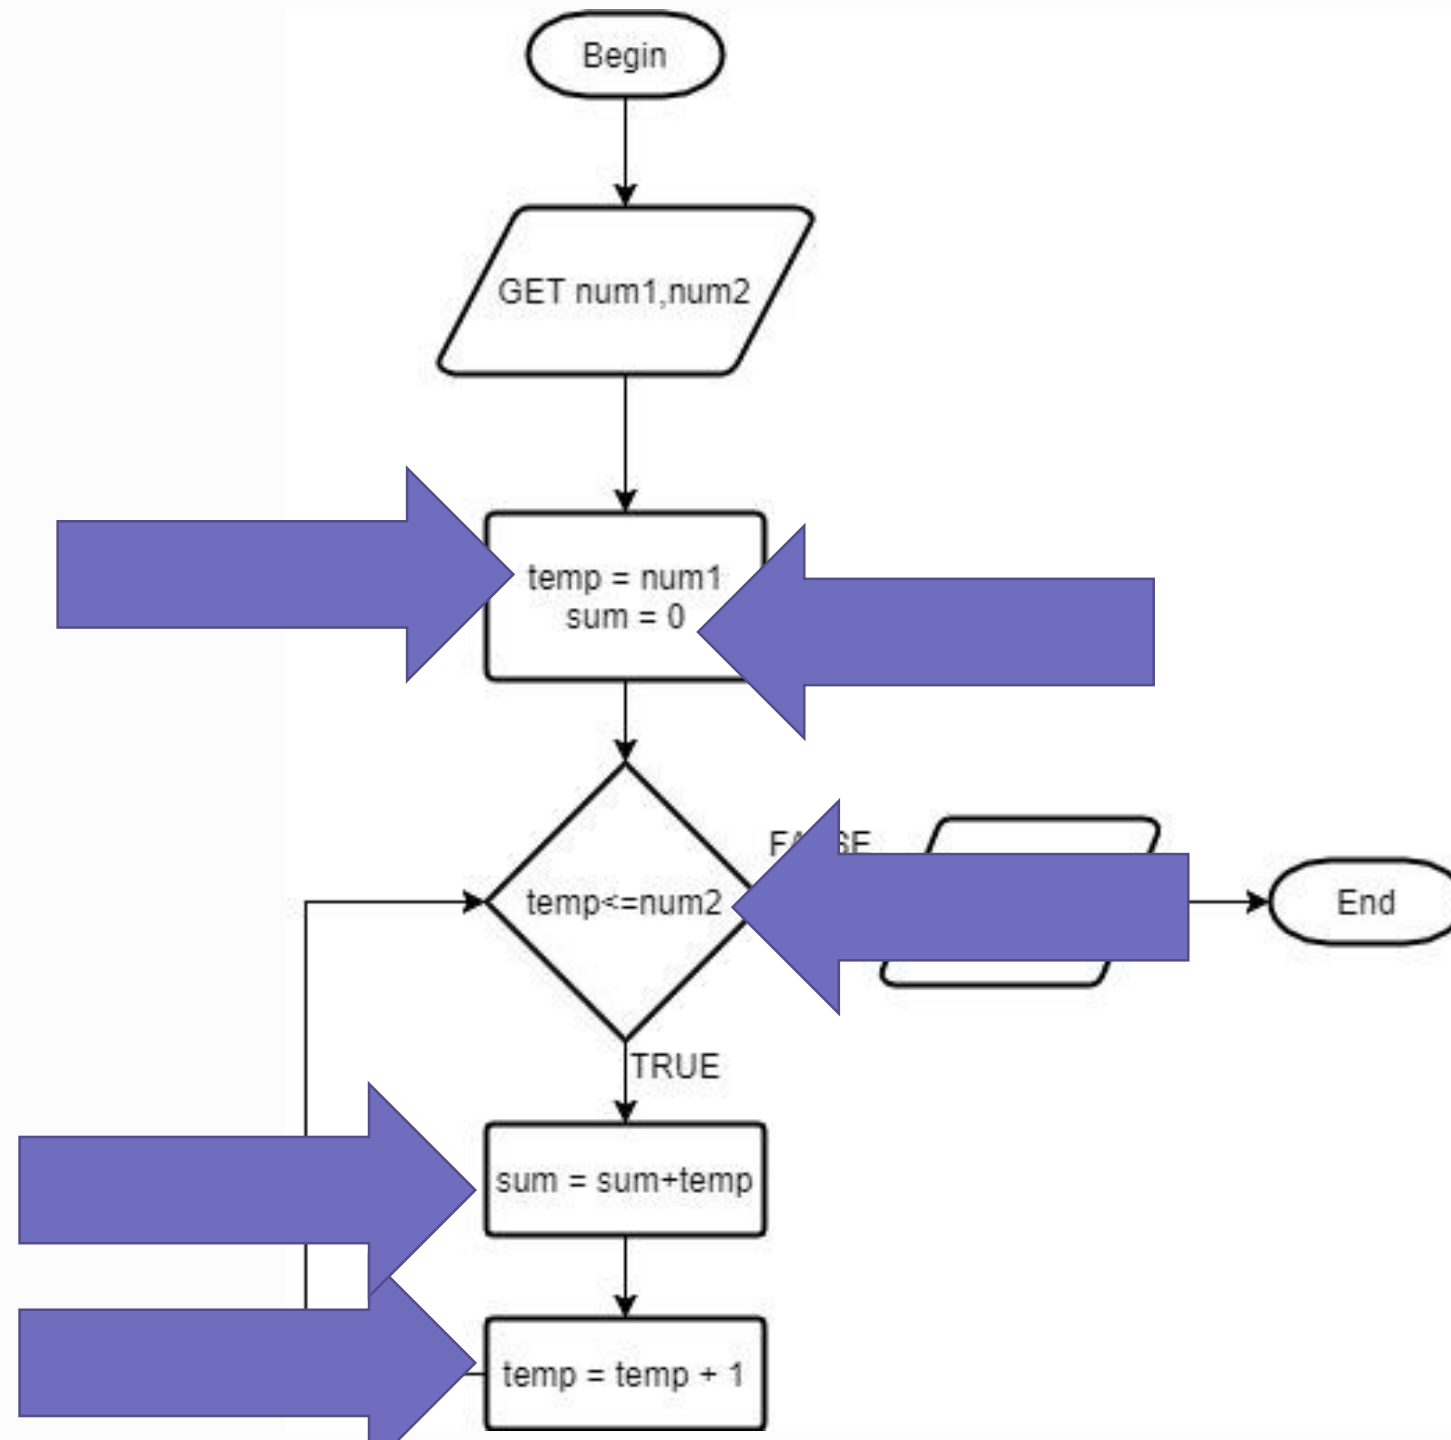 Begin
GET num1,num2
temp = num1
sum = 0
temp<=num2
End
TRUE
sum = sum+temp
temp = temp + 1